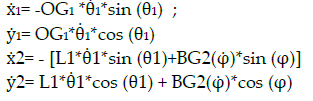 ẋ1= -OG₁ *θ̇₁*sin (θ₁)  ;
ẏ₁= OG₁*θ̇₁*cos (θ₁)
ẋ2= - [L1*θ̇1*sin (θ1)+BG2(φ̇)*sin (φ)
ẏ2= L1*θ̇1*cos (θ1) + BG2(φ̇)*cos (φ)